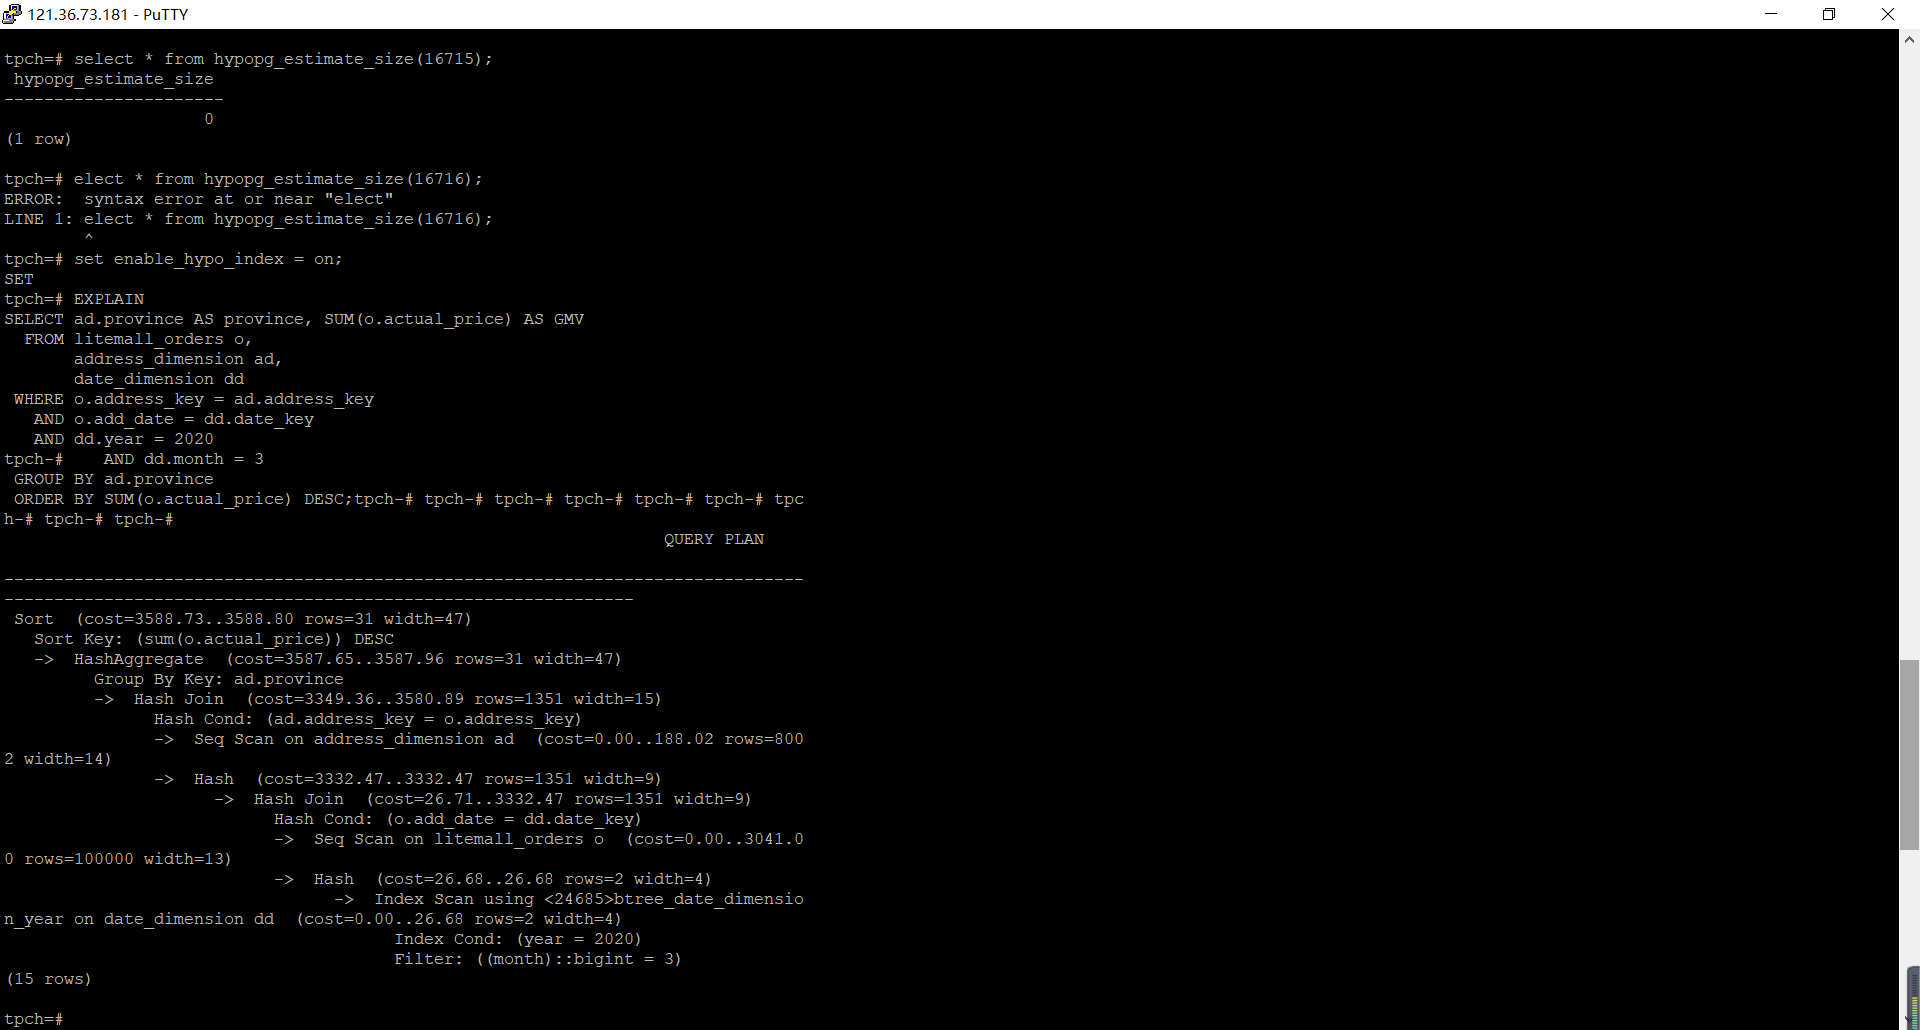 121.36.73.181 - PuTTY
tpch=# select * from hypopg_estimate_size(16715);
 hypopg_estimate_size
----------------------
                    0
(1 row)

tpch=# elect * from hypopg_estimate_size(16716);
ERROR:  syntax error at or near "elect"
LINE 1: elect * from hypopg_estimate_size(16716);
        ^
tpch=# set enable_hypo_index = on;
SET
tpch=# EXPLAIN
SELECT ad.province AS province, SUM(o.actual_price) AS GMV
  FROM litemall_orders o,
       address_dimension ad,
       date_dimension dd
 WHERE o.address_key = ad.address_key
   AND o.add_date = dd.date_key
   AND dd.year = 2020
tpch-#    AND dd.month = 3
 GROUP BY ad.province
 ORDER BY SUM(o.actual_price) DESC;tpch-# tpch-# tpch-# tpch-# tpch-# tpch-# tpc
h-# tpch-# tpch-#
                                                                  QUERY PLAN

--------------------------------------------------------------------------------
---------------------------------------------------------------
 Sort  (cost=3588.73..3588.80 rows=31 width=47)
   Sort Key: (sum(o.actual_price)) DESC
   ->  HashAggregate  (cost=3587.65..3587.96 rows=31 width=47)
         Group By Key: ad.province
         ->  Hash Join  (cost=3349.36..3580.89 rows=1351 width=15)
               Hash Cond: (ad.address_key = o.address_key)
               ->  Seq Scan on address_dimension ad  (cost=0.00..188.02 rows=800
2 width=14)
               ->  Hash  (cost=3332.47..3332.47 rows=1351 width=9)
                     ->  Hash Join  (cost=26.71..3332.47 rows=1351 width=9)
                           Hash Cond: (o.add_date = dd.date_key)
                           ->  Seq Scan on litemall_orders o  (cost=0.00..3041.0
0 rows=100000 width=13)
                           ->  Hash  (cost=26.68..26.68 rows=2 width=4)
                                 ->  Index Scan using <24685>btree_date_dimensio
n_year on date_dimension dd  (cost=0.00..26.68 rows=2 width=4)
                                       Index Cond: (year = 2020)
                                       Filter: ((month)::bigint = 3)
(15 rows)

tpch=#